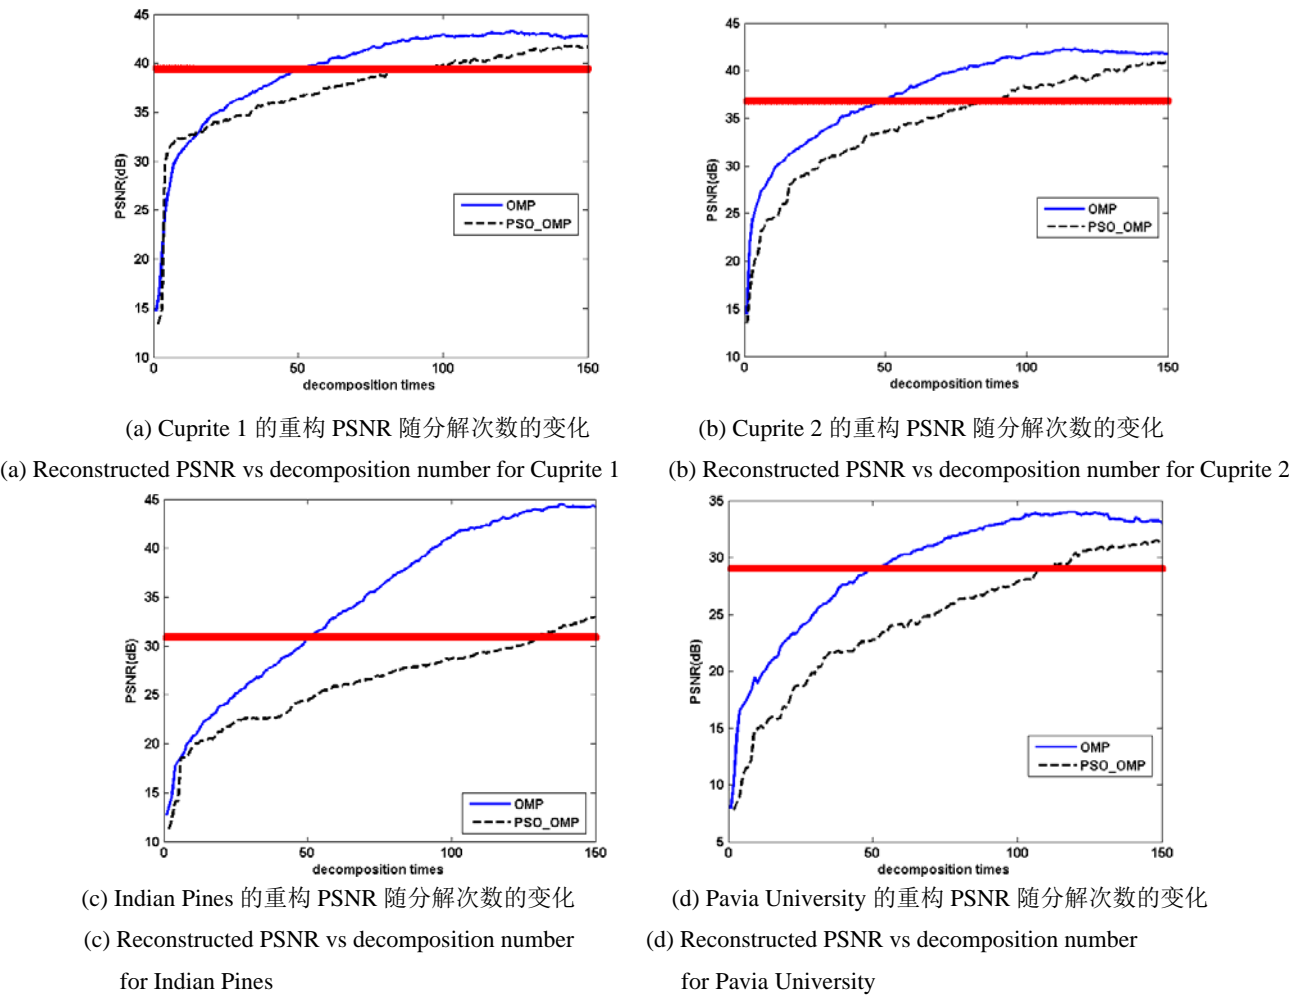 45
40
35
30
25
20
15
10
PSNR(dB)
OMP
PSO_OMP
0 50 100 150
decomposition times
45
40
35
30
25
20
15
10
PSNR(dB)
OMP
PSO_OMP
0 50 100 150
decomposition times
(a) Cuprite 1 的重构 PSNR 随分解次数的变化
(b) Cuprite 2 的重构 PSNR 随分解次数的变化
(a) Reconstructed PSNR vs decomposition number for Cuprite 1
(b) Reconstructed PSNR vs decomposition number for Cuprite 2
45
40
35
30
25
20
15
10
PSNR(dB)
OMP
PSO_OMP
0 50 100 150
decomposition times
35
30
25
20
15
10
5
PSNR(dB)
OMP
PSO_OMP
0 50 100 150
decomposition times
(c) Indian Pines 的重构 PSNR 随分解次数的变化
(d) Pavia University 的重构 PSNR 随分解次数的变化
(c) Reconstructed PSNR vs decomposition number
for Indian Pines
(d) Reconstructed PSNR vs decomposition number
for Pavia University